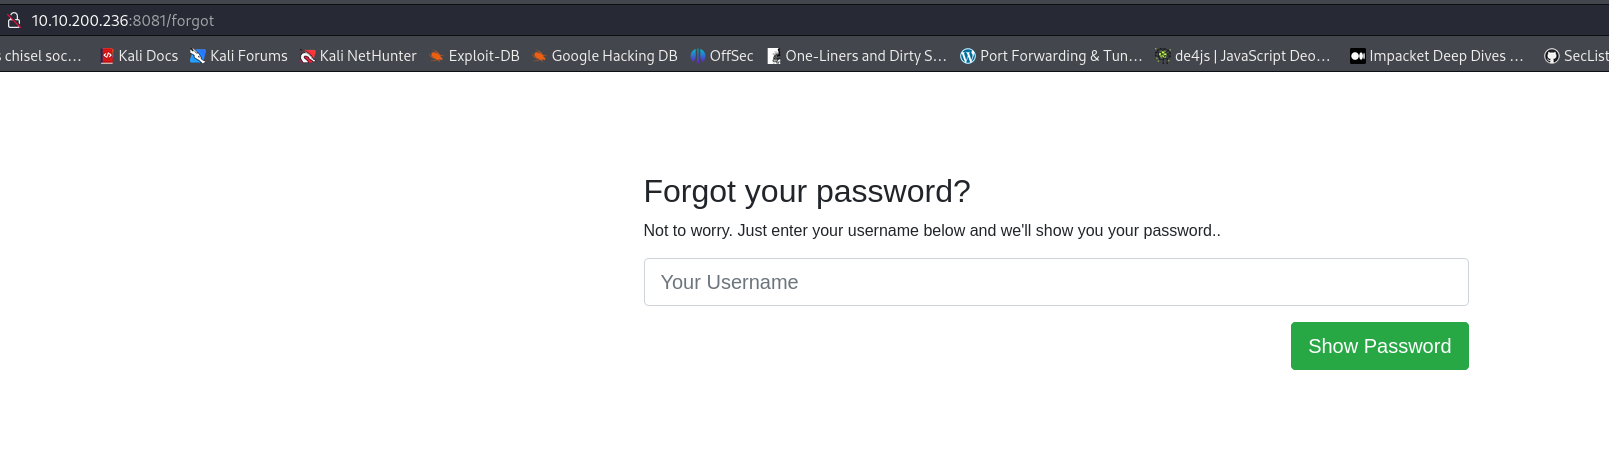 10.10.200.236:8081/forgot
s chisel soc... Kali Docs Kali Forums Kali NetHunter Exploit-DB Google Hacking DB OffSec One-Liners and Dirty S... Port Forwarding & Tun... de4js | JavaScript Deo... Impacket Deep Dives ... SecList
Forgot your password?
Not to worry. Just enter your username below and we'll show you your password..
Your Username
Show Password